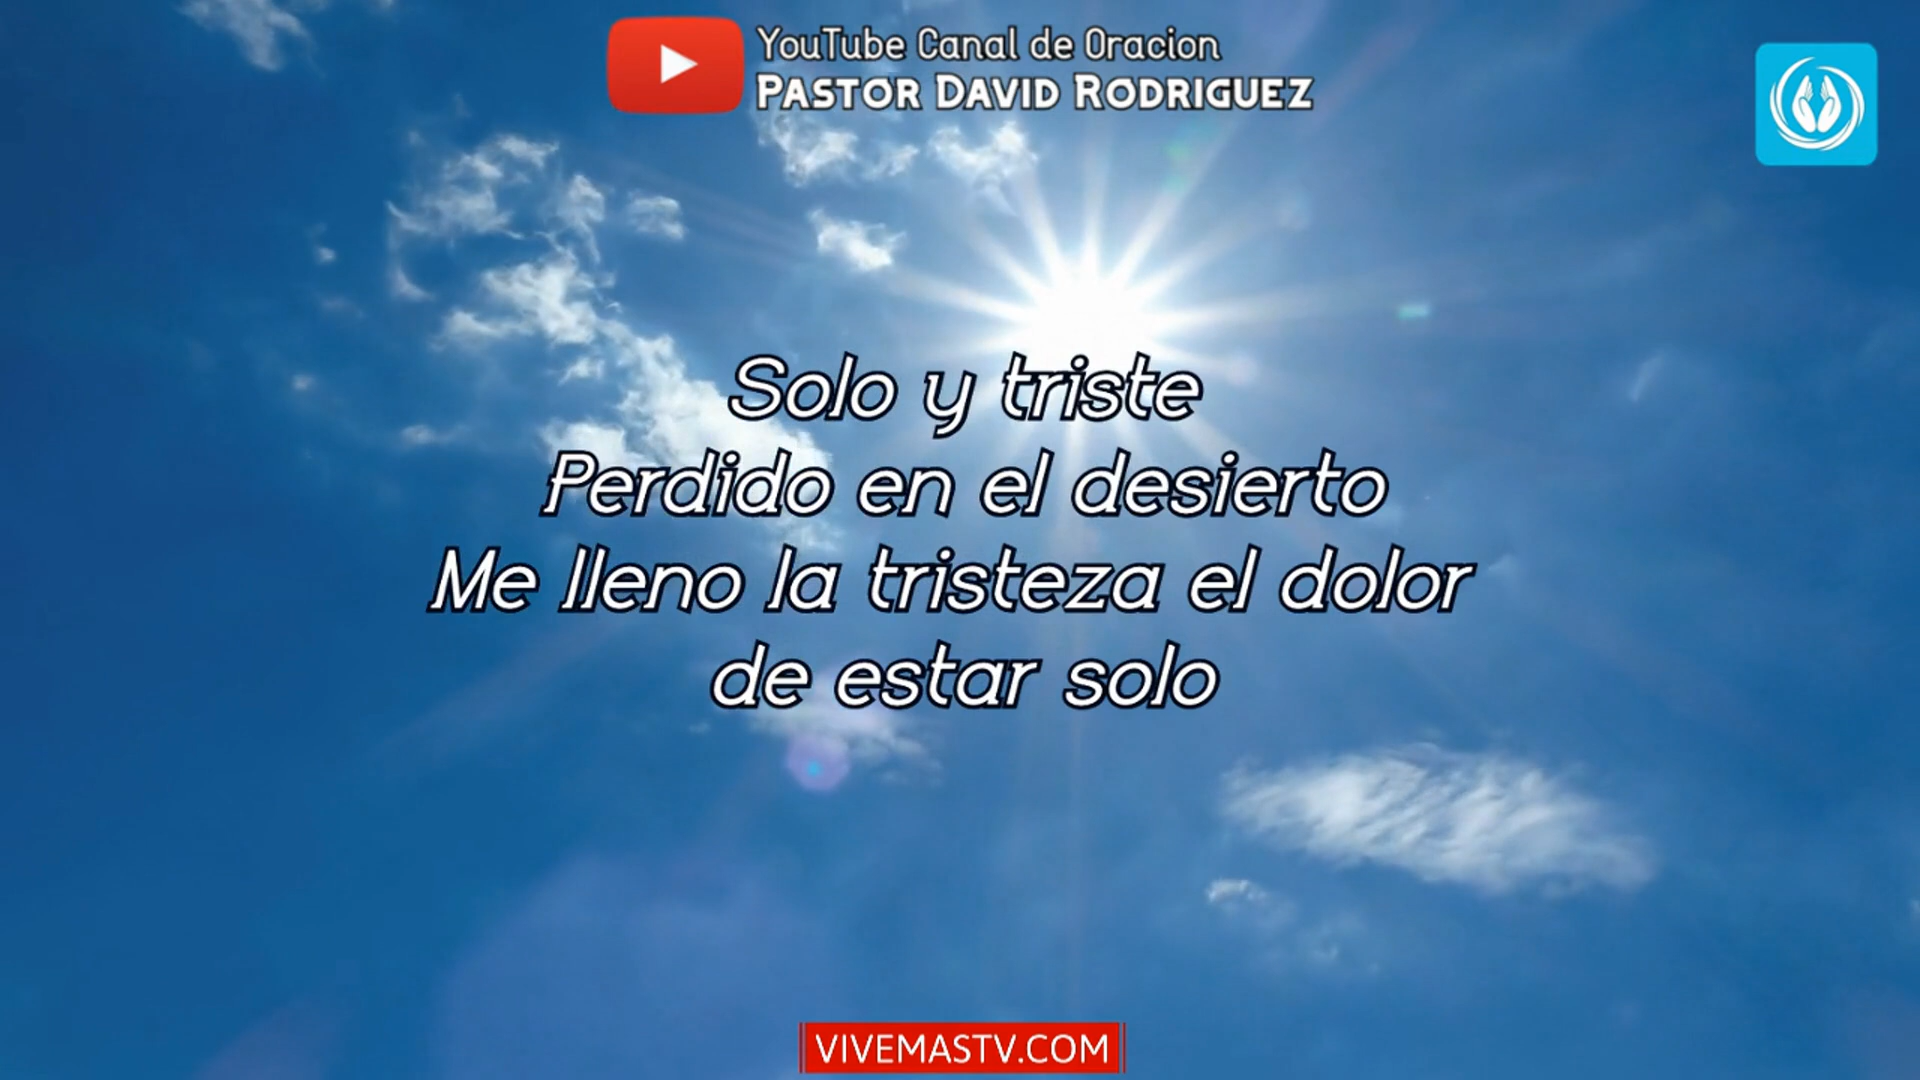 YouTube Canal de Oracion
PASTOR DAVID RODRIGUEZ
Solo y triste
Perdido en el desierto
Me lleno la tristeza el dolor
de estar solo
VIVEMASTV.COM